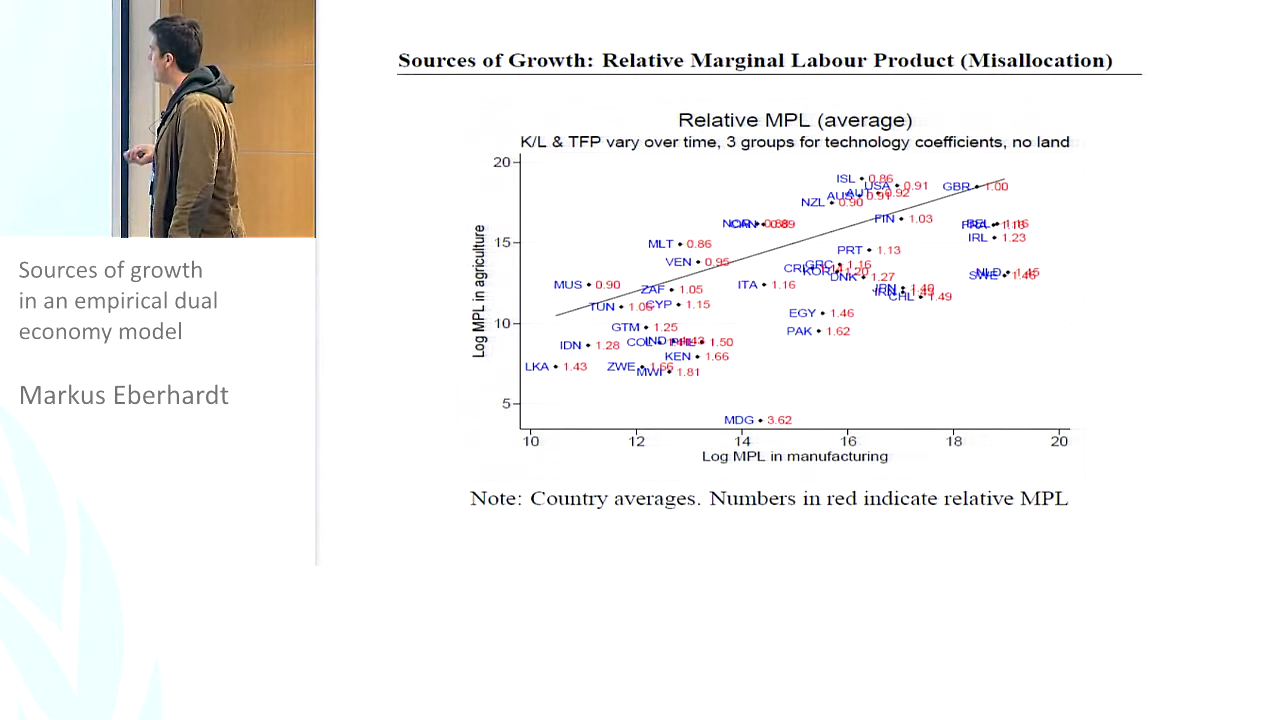 Sources of Growth: Relative Marginal Labour Product (Misallocation)
Relative MPL (average)
K/L & TFP vary over time, 3 groups for technology coefficients, no land
Log MPL in agriculture
20
15
10
5
ISL 0.86
USA 0.91
AUT 0.92
AUS 0.91
GBR 1.00
NZL 0.90
FIN 1.03
1.16
IRL 1.23
MLT 0.86
PRT 1.13
VEN 0.95
GRC 1.16
KOR 1.20
DNK 1.27
NLD 1.45
SWE 1.46
MUS 0.90
ZAF 1.05
ITA 1.16
CHL 1.49
TUN
CYP 1.15
EGY 1.46
GTM 1.25
PAK 1.62
IDN 1.28
COL
IND
1.50
KEN 1.66
LKA 1.43
ZWE
MWI 1.81
MDG 3.62
10 12 14 16 18 20
Log MPL in manufacturing
Note: Country averages. Numbers in red indicate relative MPL
Sources of growth
in an empirical dual
economy model
Markus Eberhardt